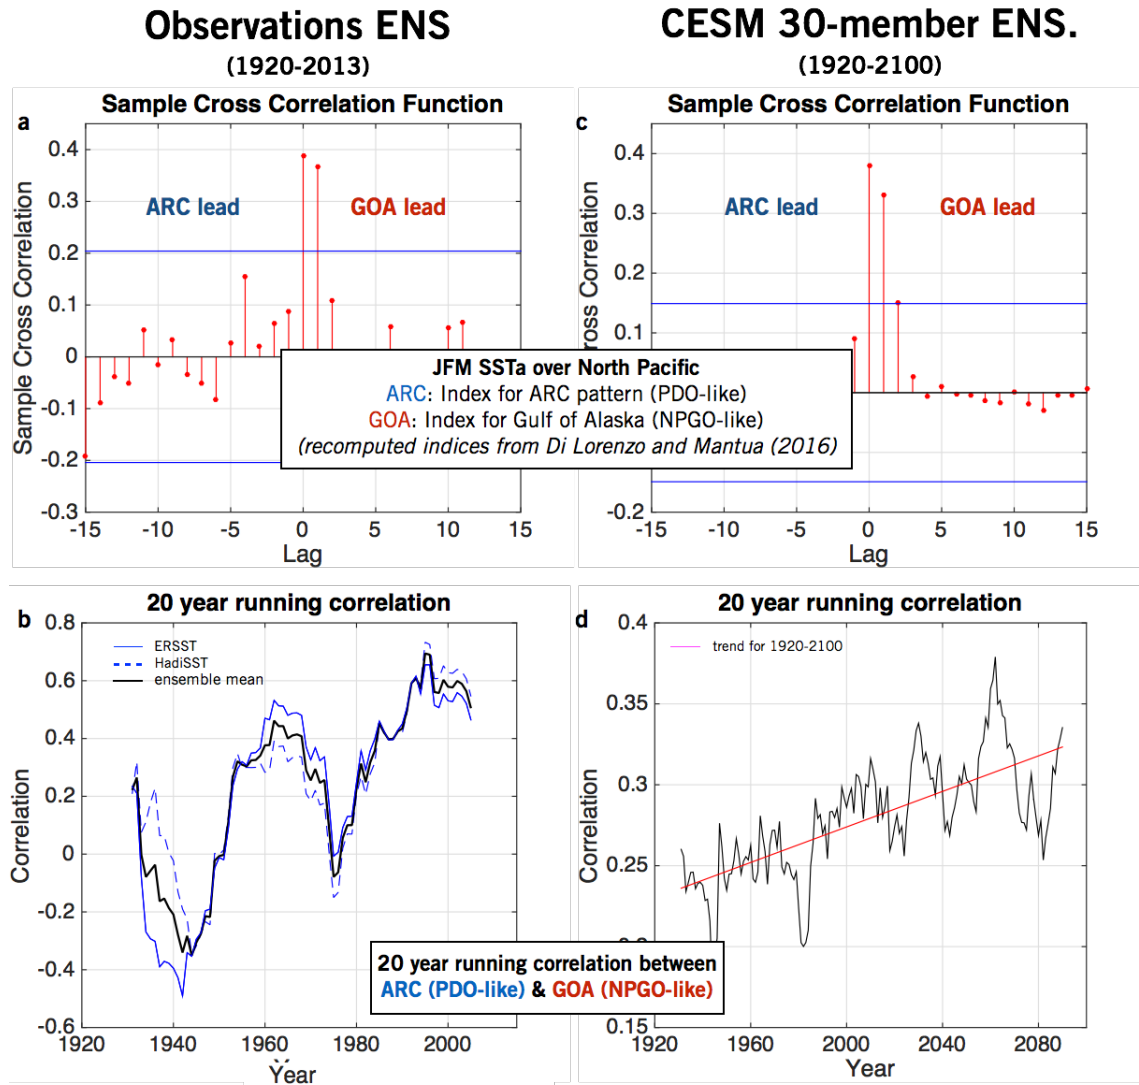 Observations ENS
(1920-2013)
CESM 30-member ENS.
(1920-2100)
a
Sample Cross Correlation Function
ARC lead
GOA lead
Sample Cross Correlation
0.4
0.3
0.2
0.1
0
-0.1
-0.2
-0.3
-15
-10
-5
0
5
10
15
Lag
c
Sample Cross Correlation Function
ARC lead
GOA lead
ross Correlation
0.4
0.3
0.2
0.1
-0.2
-15
-10
-5
0
5
10
15
Lag
JFM SSTa over North Pacific
ARC: Index for ARC pattern (PDO-like)
GOA: Index for Gulf of Alaska (NPGO-like)
(recomputed indices from Di Lorenzo and Mantua (2016)
b
20 year running correlation
ERSST
HadiSST
ensemble mean
Correlation
0.8
0.6
0.4
0.2
0
-0.2
-0.4
-0.6
1920
1940
1960
1980
2000
Year
d
20 year running correlation
trend for 1920-2100
Correlation
0.4
0.35
0.3
0.25
0.15
1920
1960
2000
2040
2080
Year
20 year running correlation between
ARC (PDO-like) & GOA (NPGO-like)